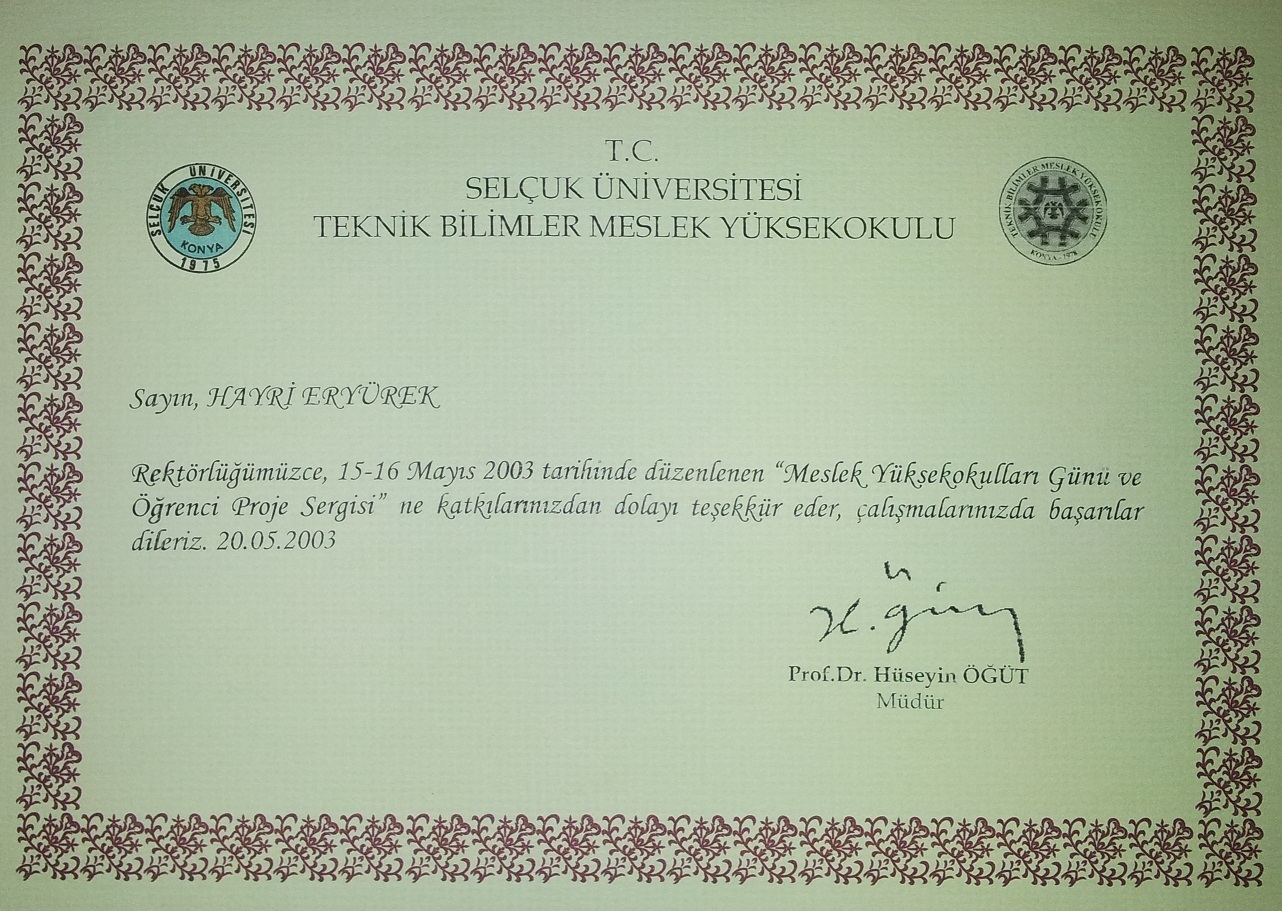 T.C.
SELÇUK ÜNİVERSİTESİ
TEKNİK BİLİMLER MESLEK YÜKSEKOKULU
SELÇUK ÜNİVERSİTESİ
KONYA
1975
TEKNİK BİLİMLER MESLEK YÜKSEKOKULU
KONYA - 1976
Sayın, HAYRİ ERYÜREK
Rektörlüğümüzce, 15-16 Mayıs 2003 tarihinde düzenlenen “Meslek Yüksekokulları Günü ve
Öğrenci Proje Sergisi” ne katkılarınızdan dolayı teşekkür eder, çalışmalarınızda başarılar
dileriz. 20.05.2003
Prof.Dr. Hüseyin ÖĞÜT
Müdür